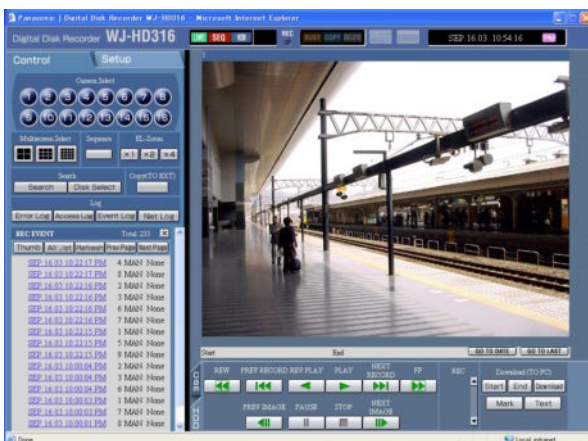 Panasonic | Digital Disk Recorder WJ-HD316 - Microsoft Internet Explorer
Digital Disk Recorder WJ-HD316
LIVE SEQ
REC
BUSY COPY
SEP 16.03 10:54:16 PM
Control Setup
Camera Select
1 2 3 4 5 6 7 8
9 10 11 12 13 14 15 16
Multiscreen Select Sequence EL-Zoom
×1 ×2 ×4
Search Copy(TO EXT)
Search Disk Select
Log
Error Log Access Log Event Log Net Log
REC EVENT Total: 233
Thumb All List Refresh Prev Page Next Page
SEP 16.03 10:22:17 PM 4 MAN None
SEP 16.03 10:22:17 PM 8 MAN None
SEP 16.03 10:22:16 PM 2 MAN None
SEP 16.03 10:22:16 PM 3 MAN None
SEP 16.03 10:22:16 PM 6 MAN None
SEP 16.03 10:22:16 PM 7 MAN None
SEP 16.03 10:22:15 PM 1 MAN None
SEP 16.03 10:22:15 PM 5 MAN None
SEP 16.03 10:22:15 PM 9 MAN None
SEP 16.03 10:00:04 PM 2 MAN None
SEP 16.03 10:00:04 PM 3 MAN None
SEP 16.03 10:00:04 PM 6 MAN None
SEP 16.03 10:00:03 PM 7 MAN None
SEP 16.03 10:00:03 PM 8 MAN None
1
Start End GO TO DATE GO TO LAST
REW PREV RECORD REV PLAY PLAY NEXT RECORD FF
PREV IMAGE PAUSE STOP NEXT IMAGE
REC
Download (TO PC)
Start End Download
Mark Text
Done
Local intranet